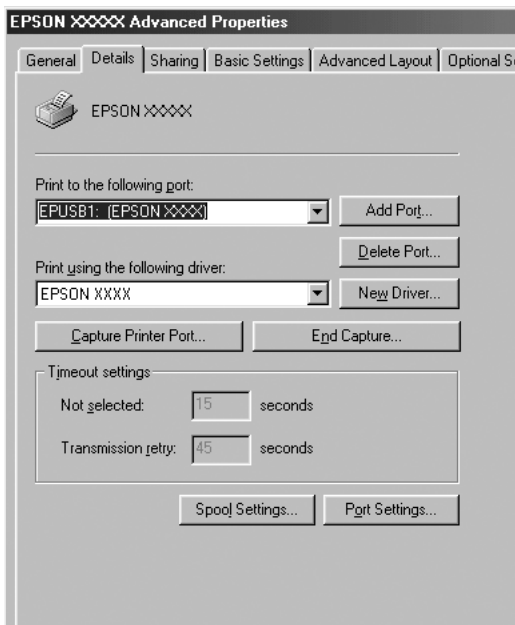 EPSON XXXXX Advanced Properties
General Details Sharing Basic Settings Advanced Layout Optional S
EPSON XXXXX
Print to the following port:
EPUSB1: (EPSON XXXX) Add Port...
Delete Port...
Print using the following driver:
EPSON XXXX New Driver...
Capture Printer Port... End Capture...
Timeout settings
Not selected: 15 seconds
Transmission retry: 45 seconds
Spool Settings... Port Settings...